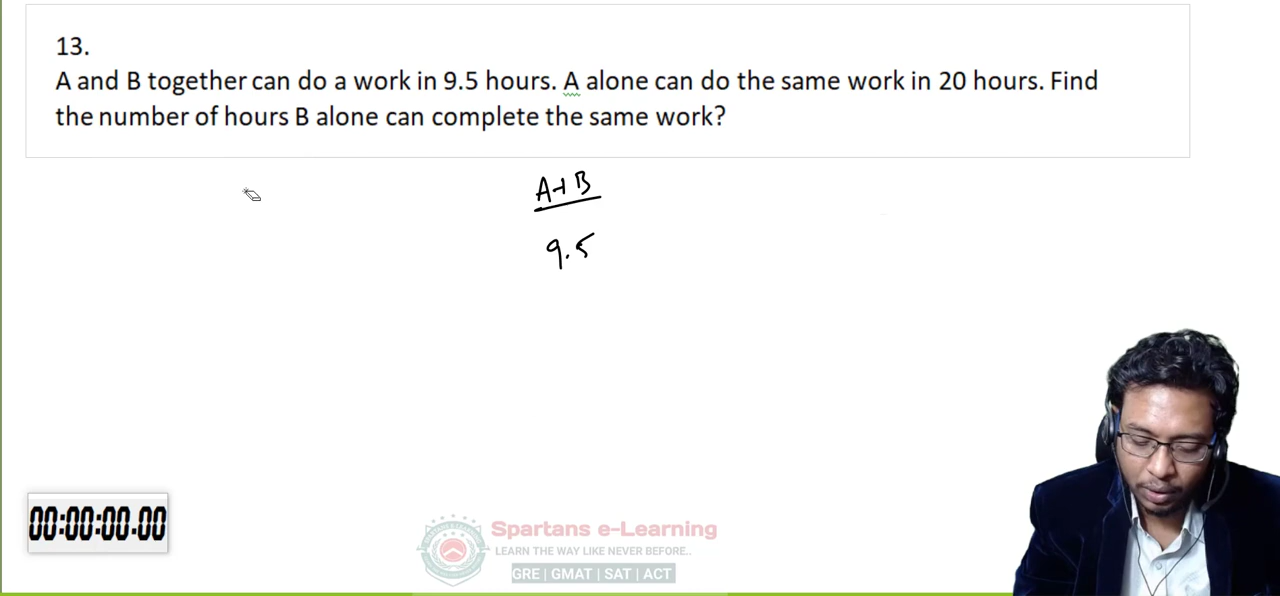 13.
A and B together can do a work in 9.5 hours. A alone can do the same work in 20 hours. Find
the number of hours B alone can complete the same work?
A+B
9.5
00:00:00.00
Spartans e-Learning
LEARN THE WAY LIKE NEVER BEFORE..
GRE | GMAT | SAT | ACT